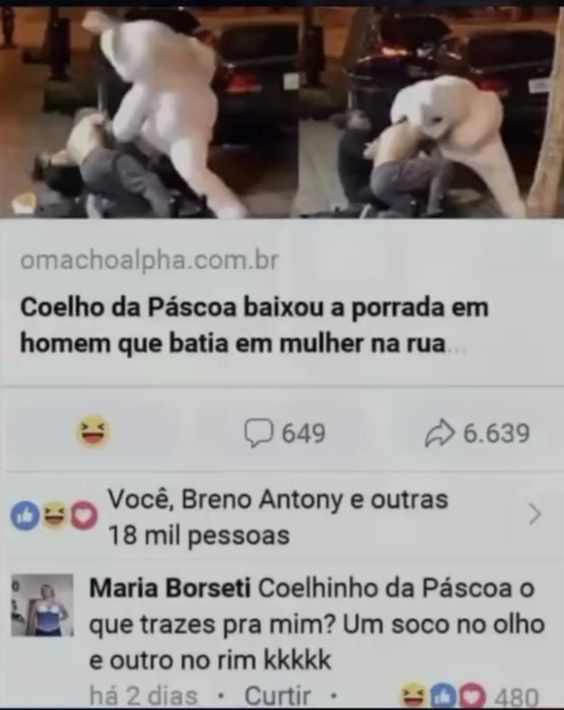 omachoalpha.com.br
Coelho da Páscoa baixou a porrada em
homem que batia em mulher na rua...
649
6.639
Você, Breno Antony e outras
18 mil pessoas
Maria Borseti Coelhinho da Páscoa o
que trazes pra mim? Um soco no olho
e outro no rim kkkkk
há 2 dias · Curtir ·
480